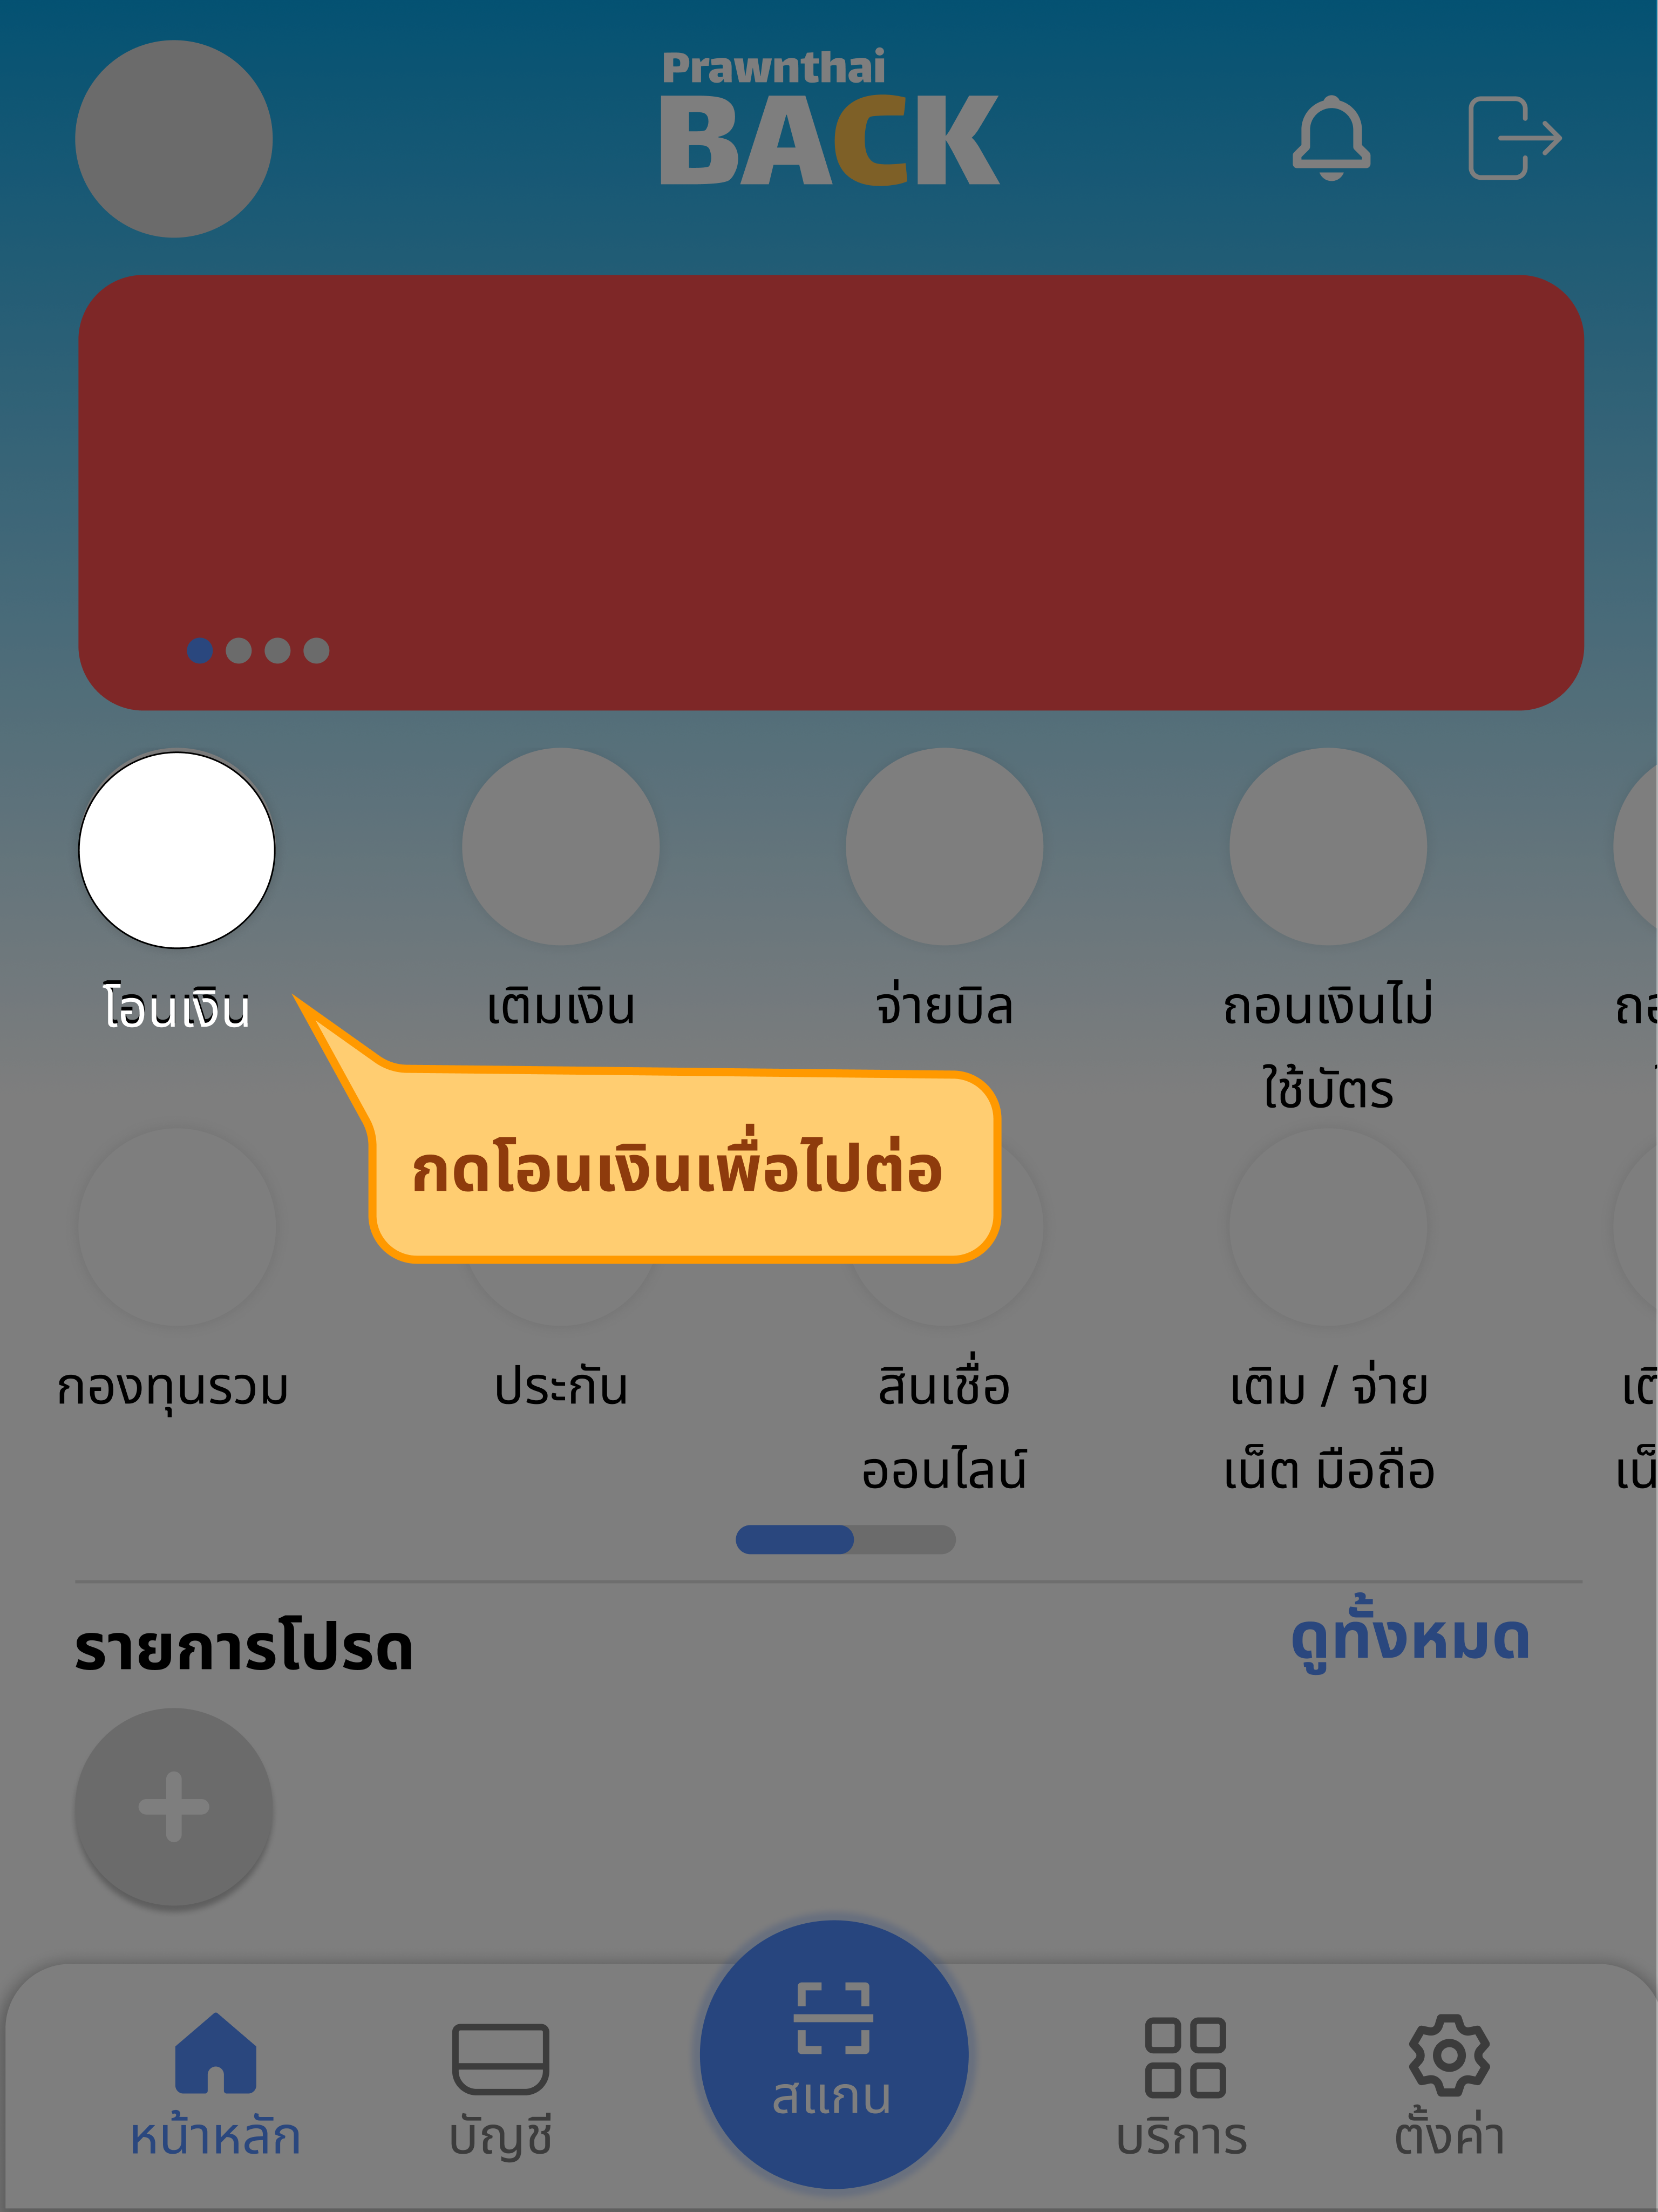 Prawnthai
BACK
โอนเงิน
เติมเงิน
จ่ายบิล
ถอนเงินไม่
ใช้บัตร
กดโอนเงินเพื่อไปต่อ
กองทุนรวม
ประกัน
สินเชื่อ
ออนไลน์
เติม / จ่าย
เน็ต มือถือ
รายการโปรด
ดูทั้งหมด
หน้าหลัก
บัญชี
สแกน
บริการ
ตั้งค่า